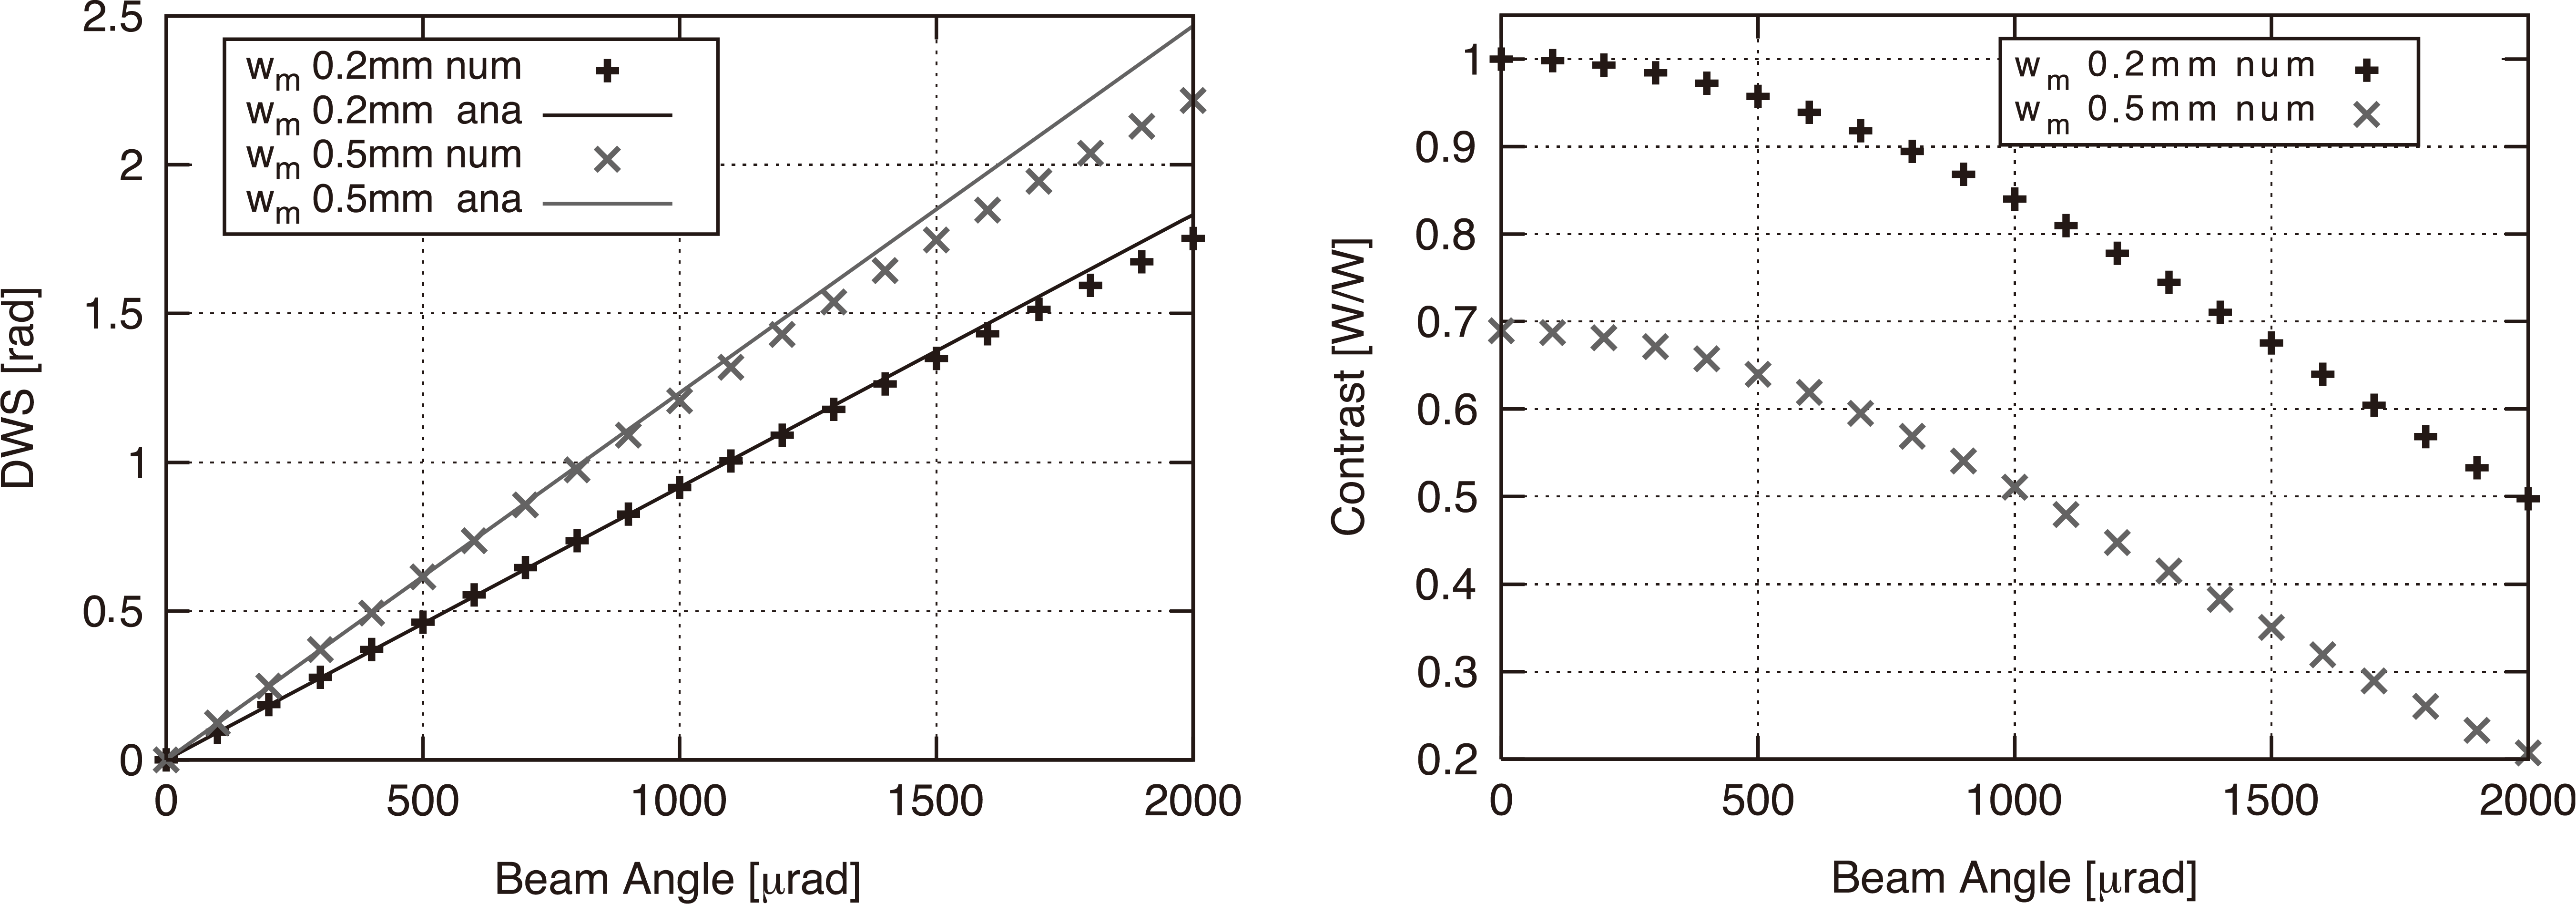 2.5
2
1.5
1
0.5
0
DWS [rad]
w_m 0.2mm num
w_m 0.2mm ana
w_m 0.5mm num
w_m 0.5mm ana
0 500 1000 1500 2000
Beam Angle [μrad]
1
0.9
0.8
0.7
0.6
0.5
0.4
0.3
0.2
Contrast [W/W]
w_m 0.2mm num
w_m 0.5mm num
0 500 1000 1500 2000
Beam Angle [μrad]